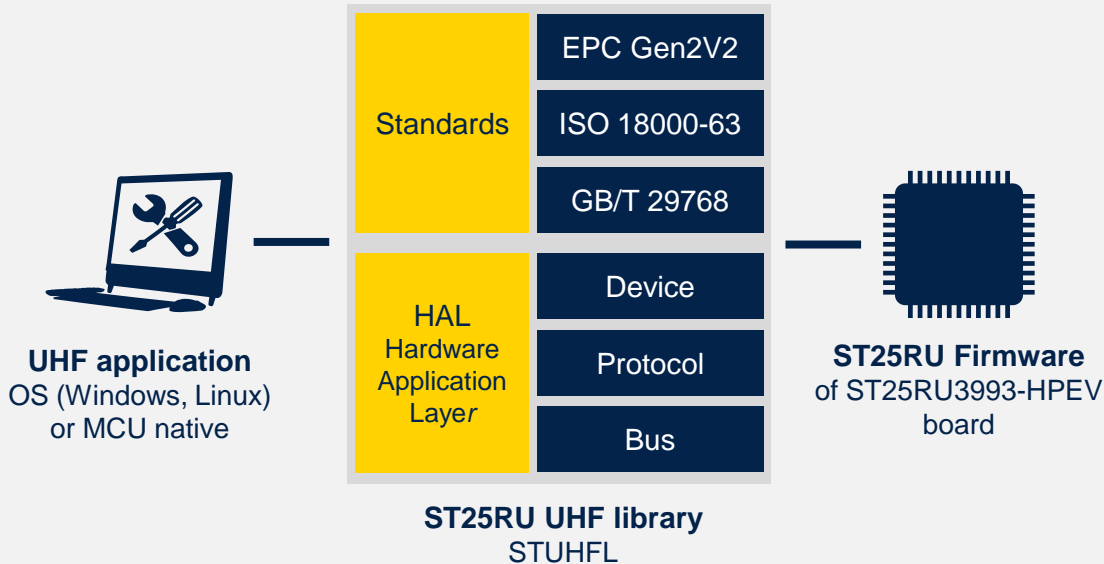 EPC Gen2V2
Standards
ISO 18000-63
GB/T 29768
HAL
Hardware
Application
Layer
Device
Protocol
Bus
UHF application
OS (Windows, Linux)
or MCU native
ST25RU Firmware
of ST25RU3993-HPEV
board
ST25RU UHF library
STUHFL